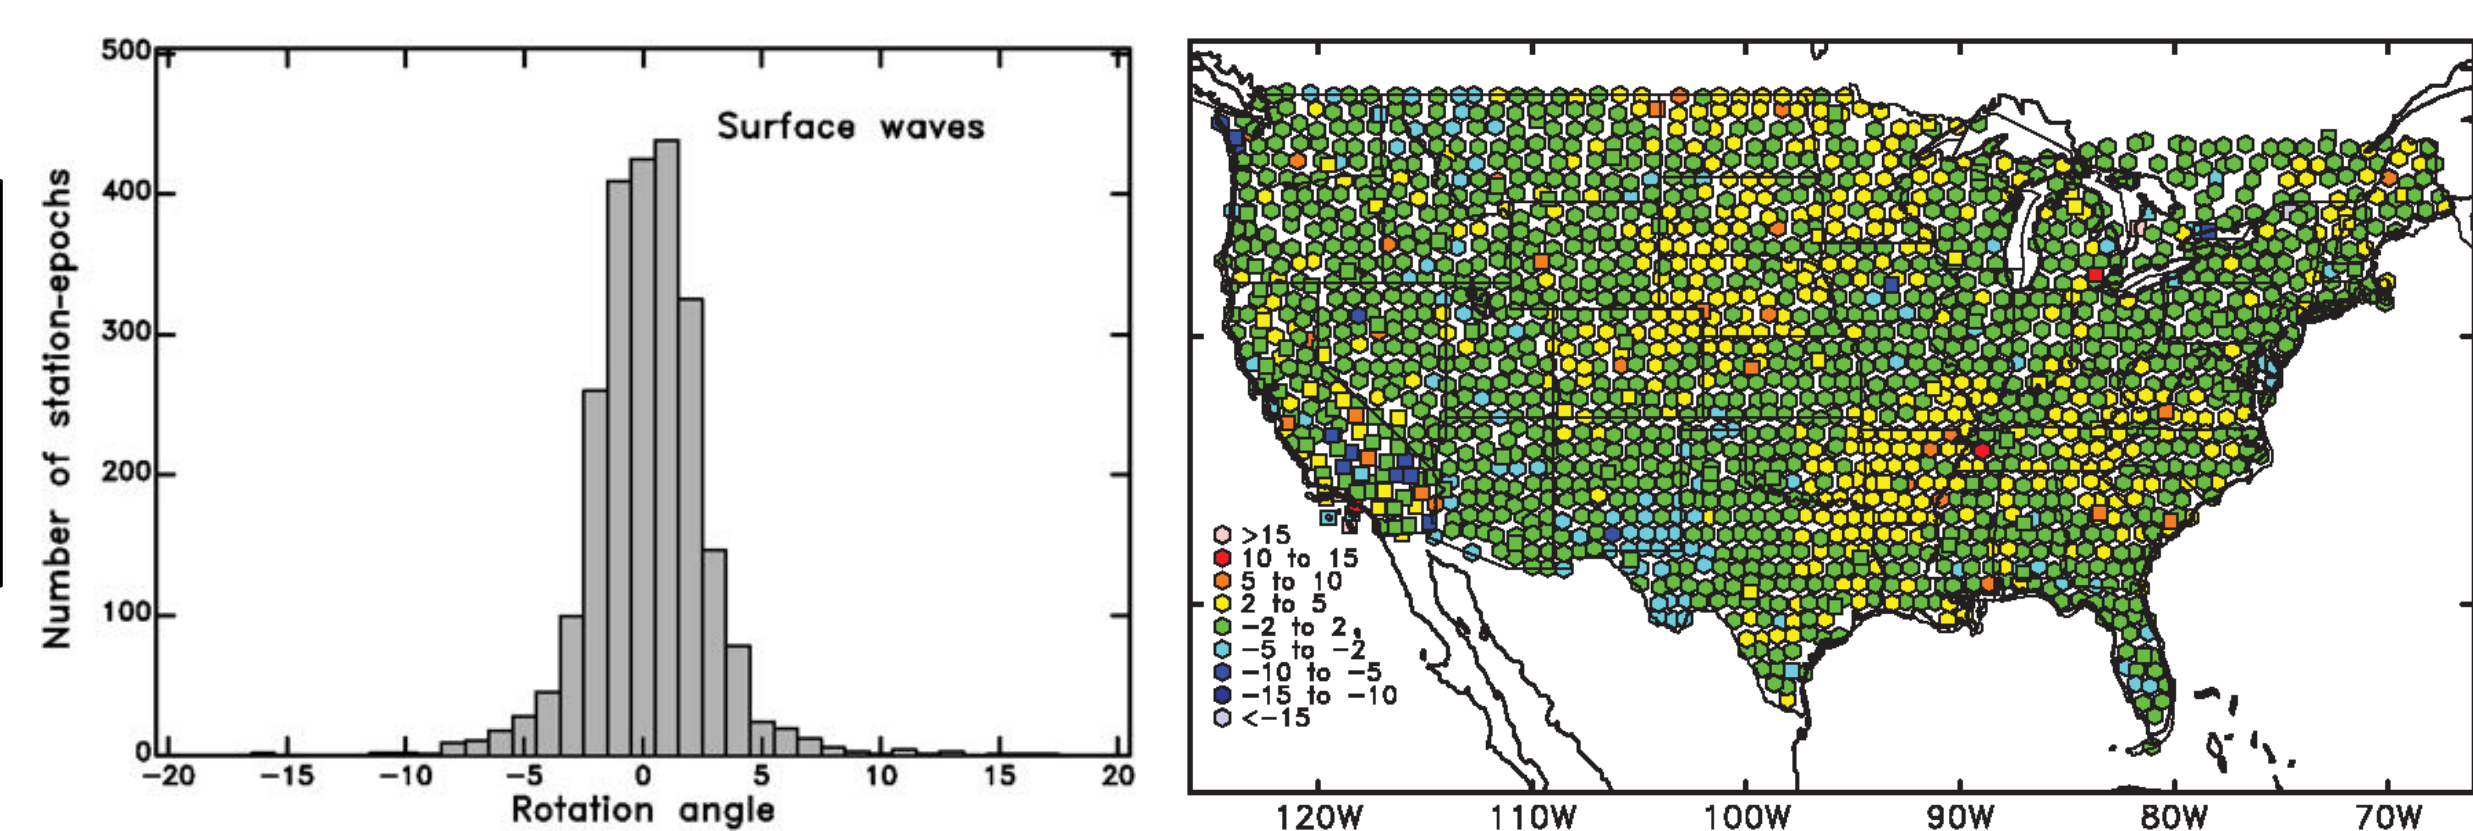 500
400
300
200
100
0
Number of station-epochs
Surface waves
−20 −15 −10 −5 0 5 10 15 20
Rotation angle
>15
10 to 15
5 to 10
2 to 5
−2 to 2
−5 to −2
−10 to −5
−15 to −10
<−15
120W 110W 100W 90W 80W 70W